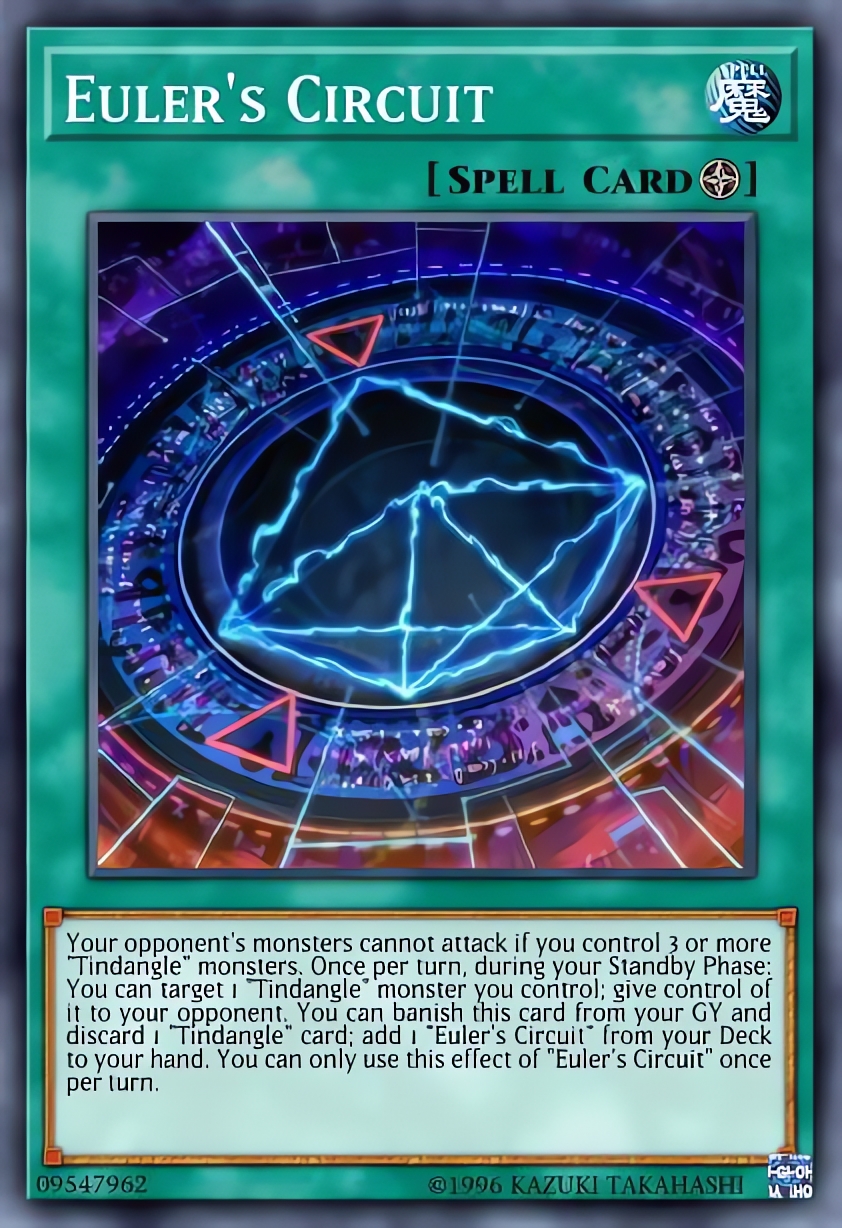 EULER'S CIRCUIT
魔
[SPELL CARD]
Your opponent's monsters cannot attack if you control 3 or more
"Tindangle" monsters. Once per turn, during your Standby Phase:
You can target 1 "Tindangle" monster you control; give control of
it to your opponent. You can banish this card from your GY and
discard 1 "Tindangle" card; add 1 "Euler's Circuit" from your Deck
to your hand. You can only use this effect of "Euler's Circuit" once
per turn.
09547962
©1996 KAZUKI TAKAHASHI